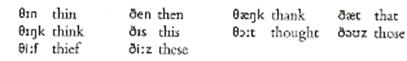 θɪn thin ðen then θæŋk thank ðæt that
θɪŋk think ðɪs this θɔːt thought ðəʊz those
θiːf thief ðiːz these